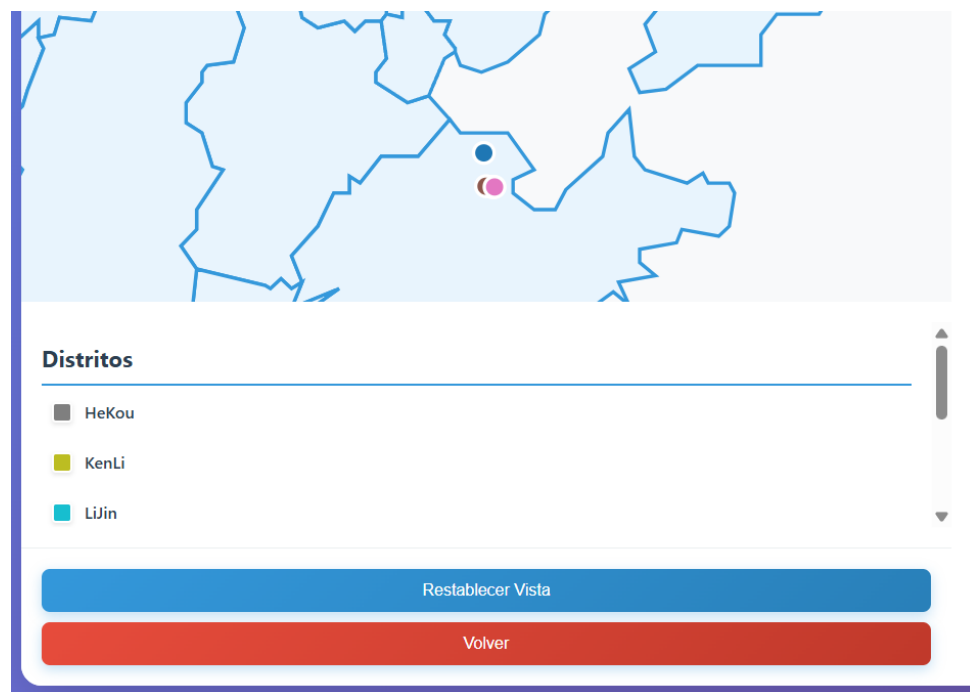 Distritos
HeKou
KenLi
LiJin
Restablecer Vista
Volver